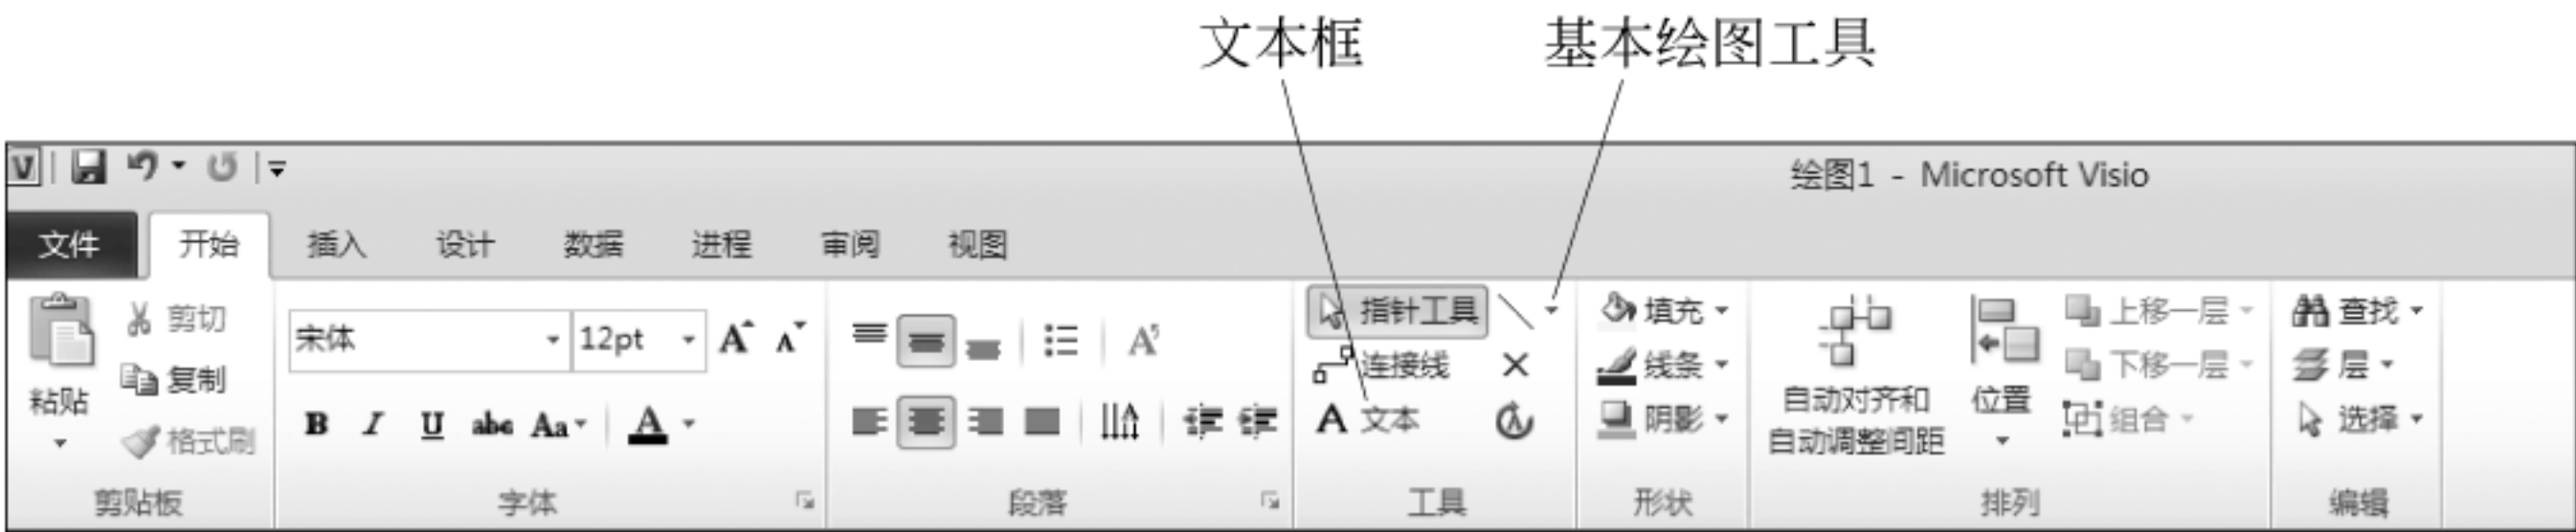 文本框 基本绘图工具
绘图1 - Microsoft Visio
文件 开始 插入 设计 数据 进程 审阅 视图
粘贴
剪切
复制
格式刷
剪贴板
宋体 12pt
B I U abc Aa A
字体
段落
指针工具
连接线
A 文本
工具
填充
线条
阴影
形状
自动对齐和
自动调整间距
位置
上移一层
下移一层
组合
排列
查找
层
选择
编辑